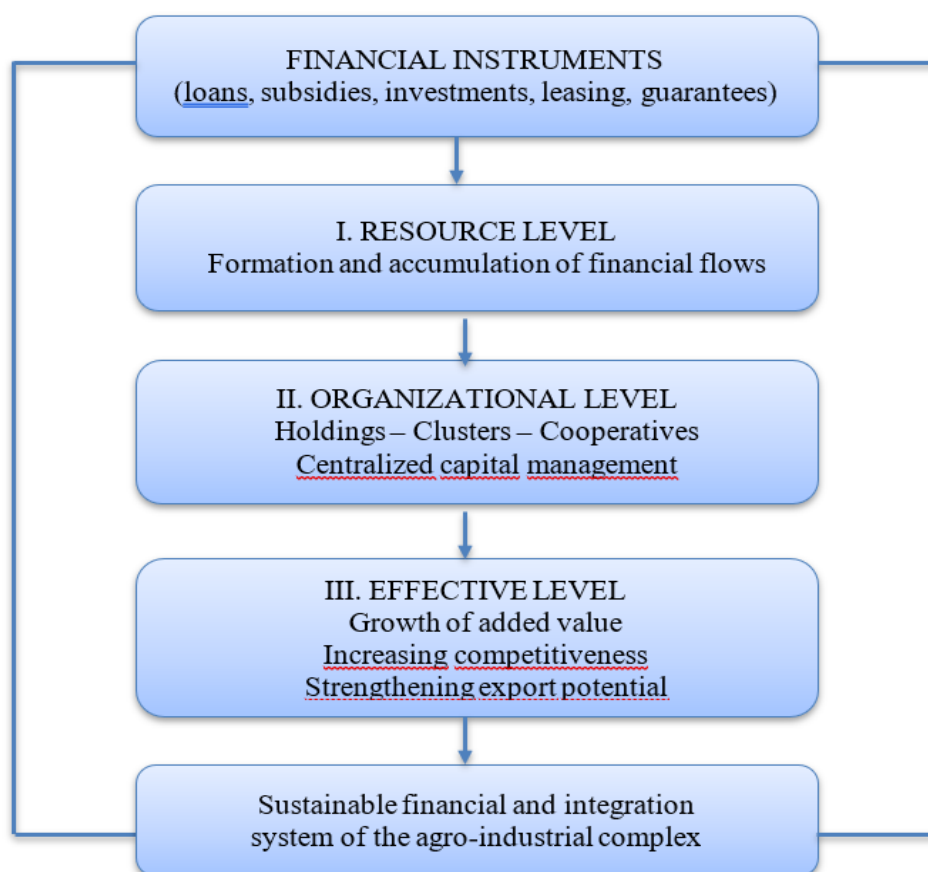 FINANCIAL INSTRUMENTS
(loans, subsidies, investments, leasing, guarantees)
I. RESOURCE LEVEL
Formation and accumulation of financial flows
II. ORGANIZATIONAL LEVEL
Holdings – Clusters – Cooperatives
Centralized capital management
III. EFFECTIVE LEVEL
Growth of added value
Increasing competitiveness
Strengthening export potential
Sustainable financial and integration
system of the agro-industrial complex